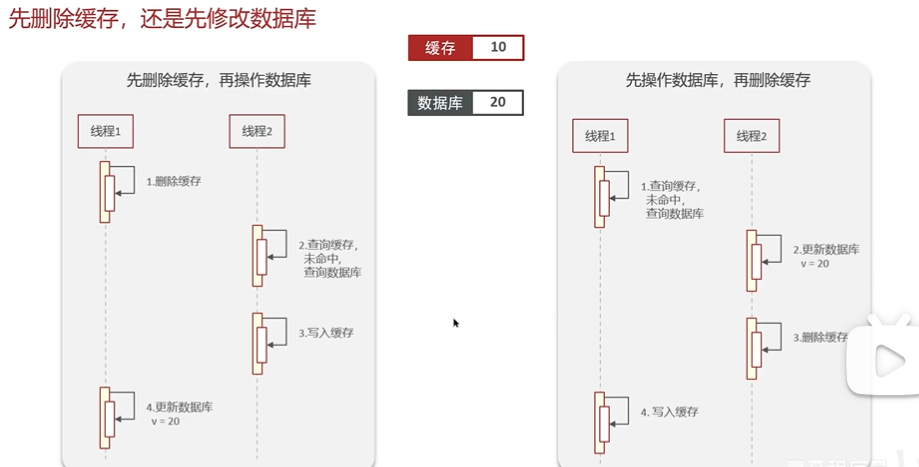 先删除缓存，还是先修改数据库
缓存 10
数据库 20
先删除缓存，再操作数据库
线程1 线程2
1.删除缓存
2.查询缓存，
未命中，
查询数据库
3.写入缓存
4.更新数据库
v = 20
先操作数据库，再删除缓存
线程1 线程2
1.查询缓存，
未命中，
查询数据库
2.更新数据库
v = 20
3.删除缓存
4. 写入缓存